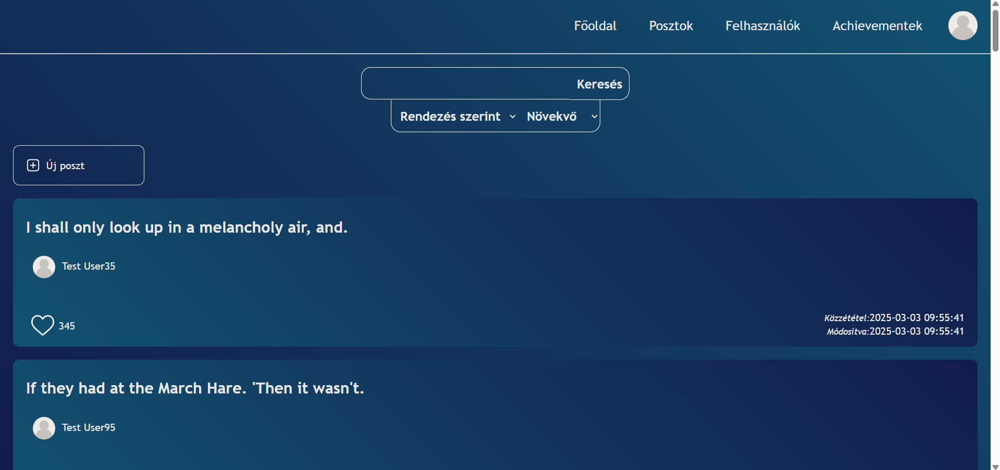 Főoldal Posztok Felhasználók Achievementek
Keresés
Rendezés szerint Növekvő
Új poszt
I shall only look up in a melancholy air, and.
Test User35
345
Közzététel:2025-03-03 09:55:41
Módosítva:2025-03-03 09:55:41
If they had at the March Hare. 'Then it wasn't.
Test User95